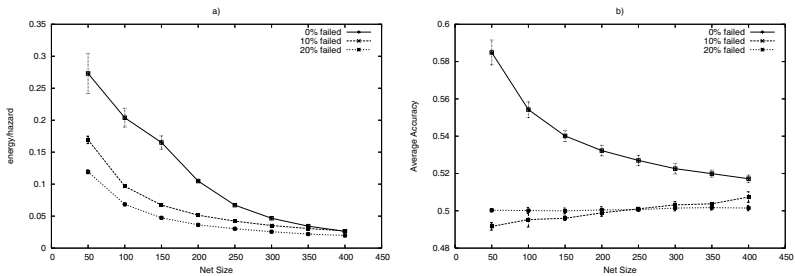 a)
0.35
0.3
0.25
0.2
0.15
0.1
0.05
0
energy/hazard
0% failed
10% failed
20% failed
0 50 100 150 200 250 300 350 400 450
Net Size
b)
0.6
0.58
0.56
0.54
0.52
0.5
0.48
Average Accuracy
0% failed
10% failed
20% failed
0 50 100 150 200 250 300 350 400 450
Net Size